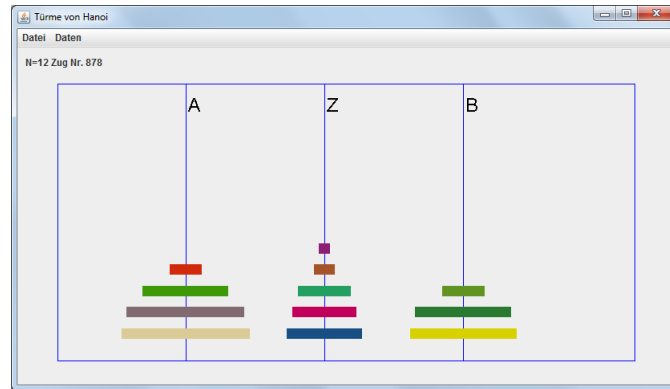 Türme von Hanoi
Datei Daten
N=12 Zug Nr. 878
A Z B